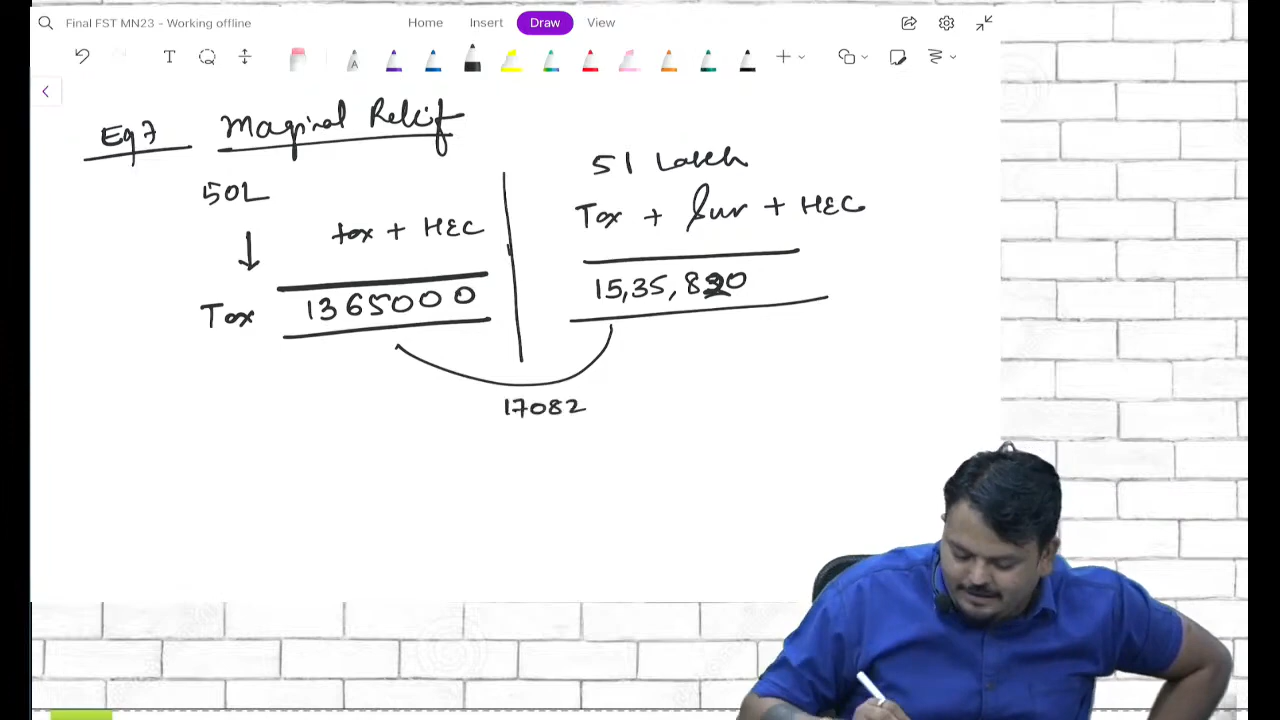 Final FST MN23 - Working offline
Home Insert Draw View
Eg 7 Maginal Relief
50L
tax + HEC
Tax 1365000
51 Lakh
Tax + Sur + HEC
15,35,820
17082